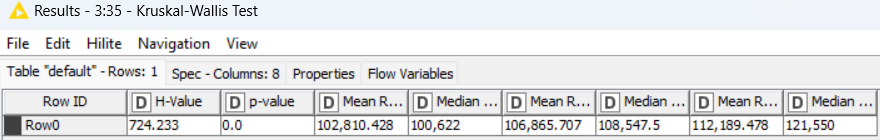 Results - 3:35 - Kruskal-Wallis Test
File Edit Hilite Navigation View
Table "default" - Rows: 1 Spec - Columns: 8 Properties Flow Variables
Row ID D H-Value D p-value D Mean R... D Median ... D Mean R... D Median ... D Mean R... D Median ...
Row0 724.233 0.0 102,810.428 100,622 106,865.707 108,547.5 112,189.478 121,550